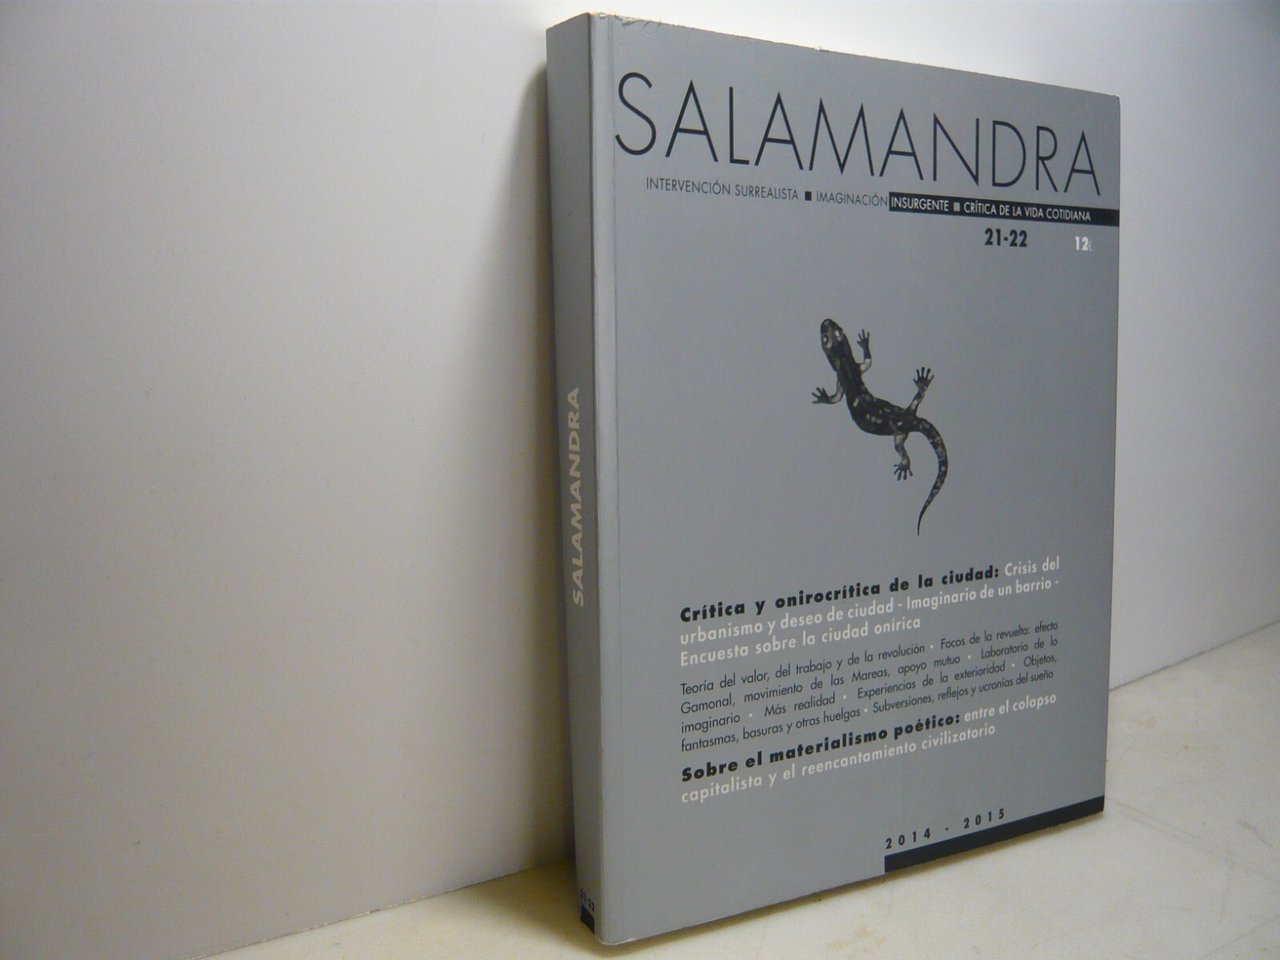 SALAMANDRA
INTERVENCIÓN SURREALISTA ■ IMAGINACIÓN INSURGENTE ■ CRÍTICA DE LA VIDA COTIDIANA
21-22 12€
Crítica y onirocrítica de la ciudad: Crisis del
urbanismo y deseo de ciudad - Imaginario de un barrio -
Encuesta sobre la ciudad onírica
Teoría del valor, del trabajo y de la revolución • Focos de la revuelta: efecto
Gamonal, movimiento de las Mareas, apoyo mutuo • Laboratorio de lo
imaginario • Más realidad • Experiencias de la exterioridad • Objetos,
fantasmas, basuras y otras huelgas • Subversiones, reflejos y ucronías del sueño
Sobre el materialismo poético: entre el colapso
capitalista y el reencantamiento civilizatorio
2014 - 2015
SALAMANDRA
21-22